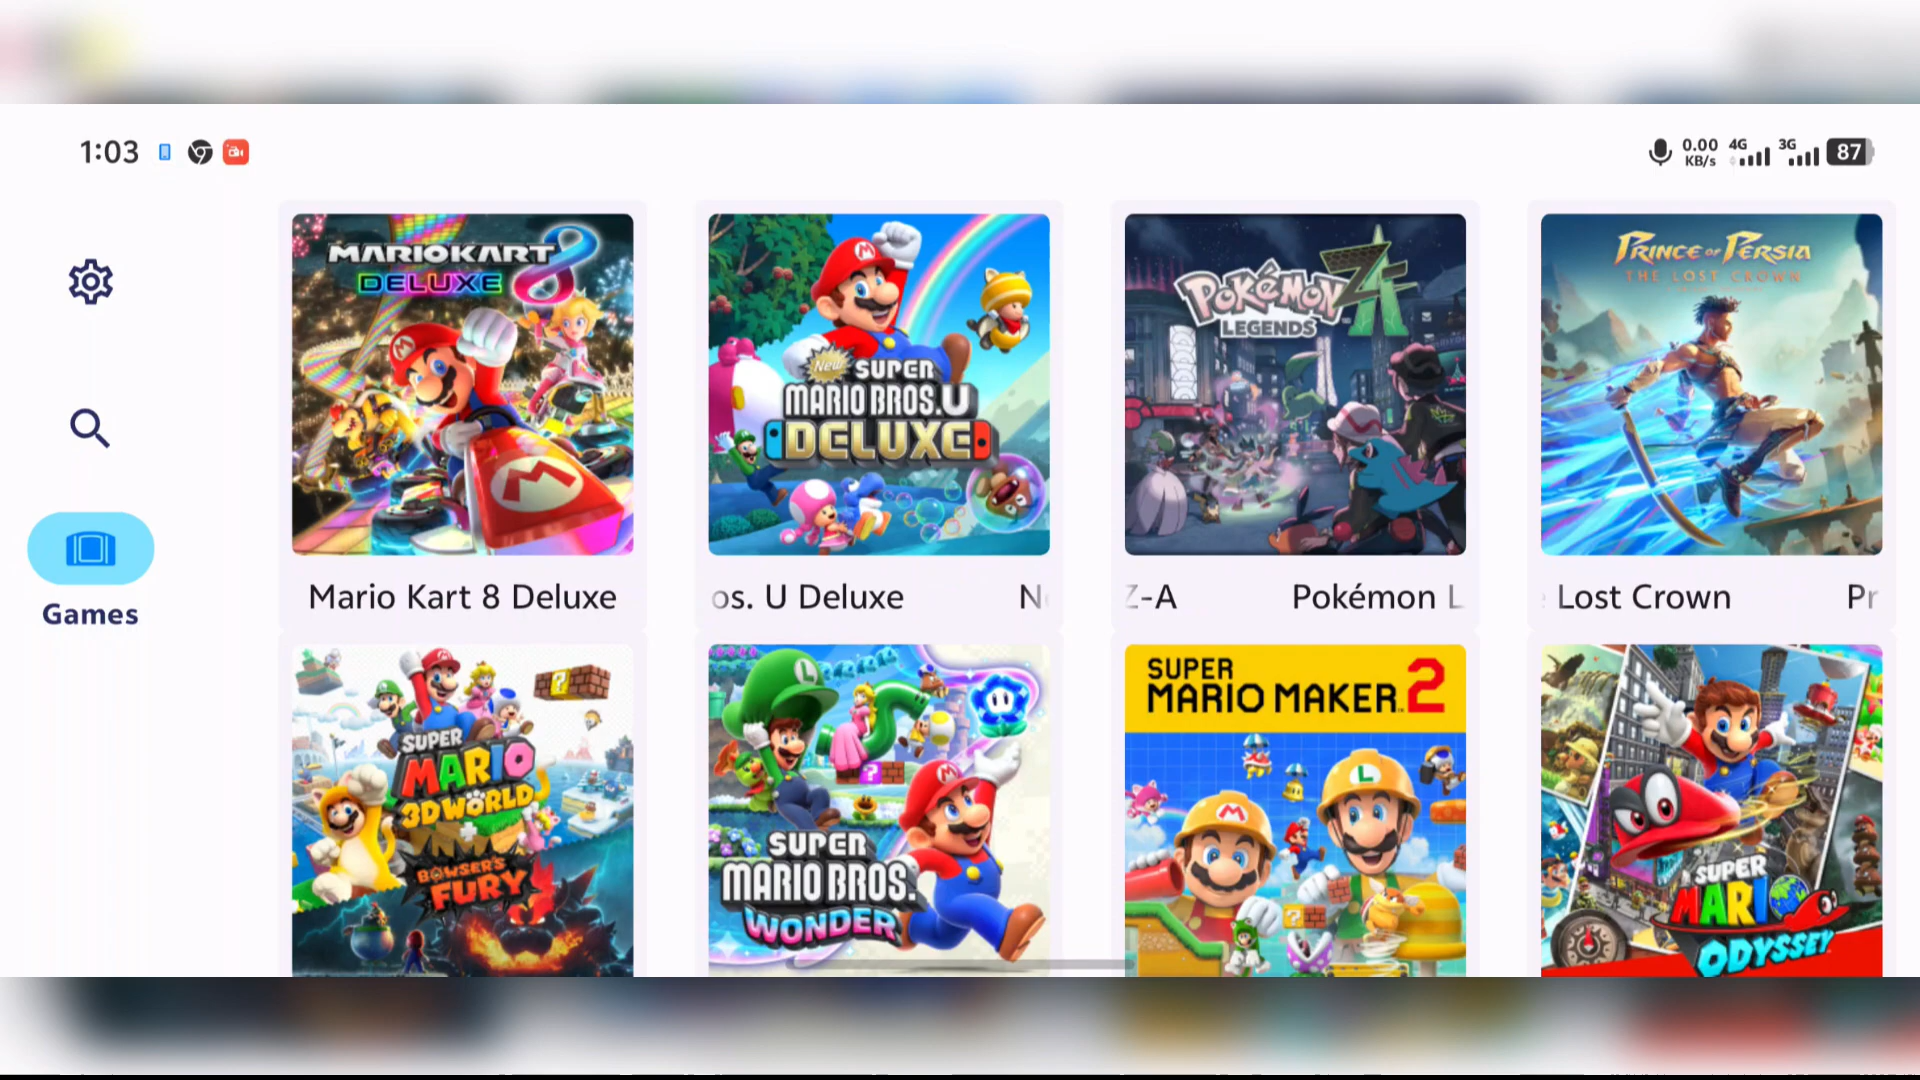 1:03
0.00
KB/s
4G
3G
87
Games
MARIOKART 8
DELUXE
New SUPER
MARIO BROS. U
DELUXE
POKÉMON
LEGENDS
Z-A
PRINCE OF PERSIA
THE LOST CROWN
Mario Kart 8 Deluxe
os. U Deluxe N
Z-A Pokémon L
Lost Crown Pr
SUPER
MARIO
3D WORLD
+
BOWSER'S
FURY
SUPER
MARIO BROS.
WONDER
SUPER
MARIO MAKER 2
SUPER
MARIO
ODYSSEY